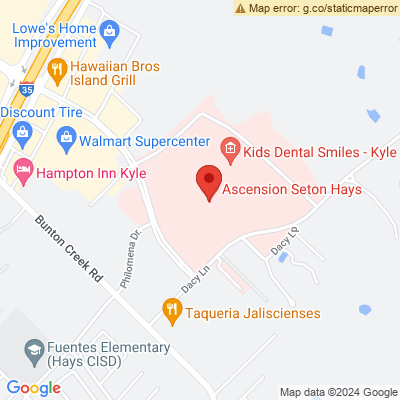 Map error: g.co/staticmaperror
Lowe's Home
Improvement
Hawaiian Bros
Island Grill
35
Discount Tire
Walmart Supercenter
Kids Dental Smiles - Kyle
Hampton Inn Kyle
Ascension Seton Hays
Bunton Creek Rd
Philomena Dr.
Dacy Ln
Dacy Lp
Taqueria Jaliscienses
Fuentes Elementary
(Hays CISD)
Google
Map data ©2024 Google